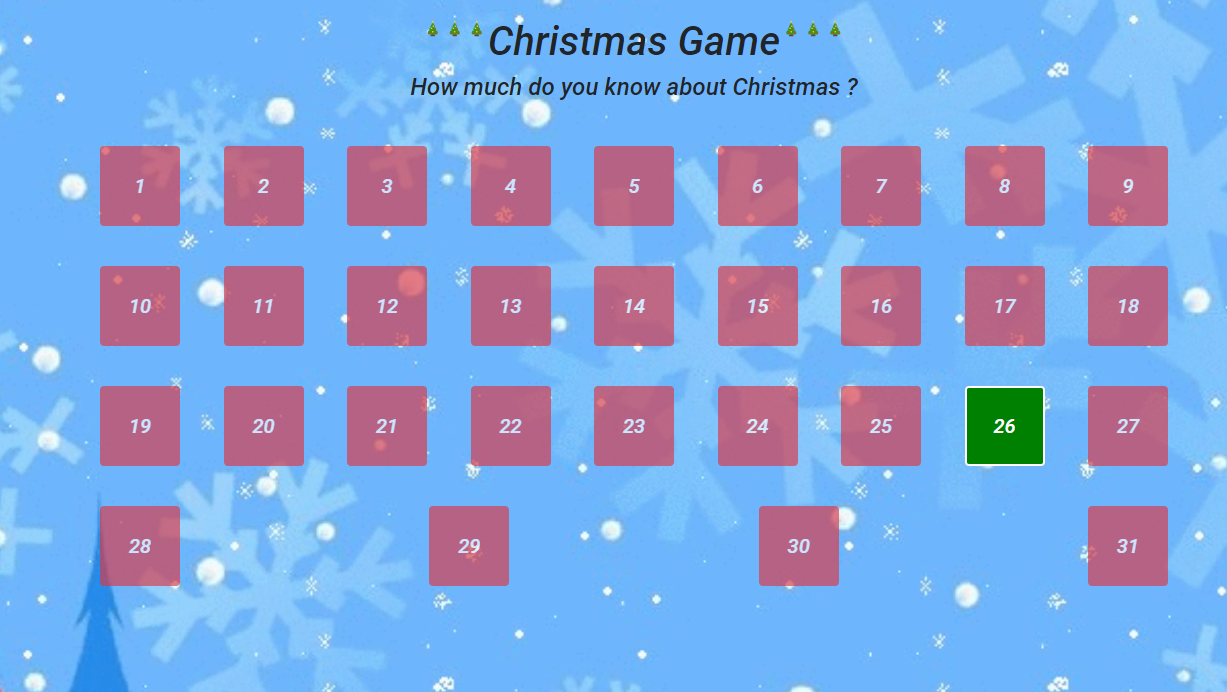 Christmas Game
How much do you know about Christmas ?
1 2 3 4 5 6 7 8 9
10 11 12 13 14 15 16 17 18
19 20 21 22 23 24 25 26 27
28 29 30 31